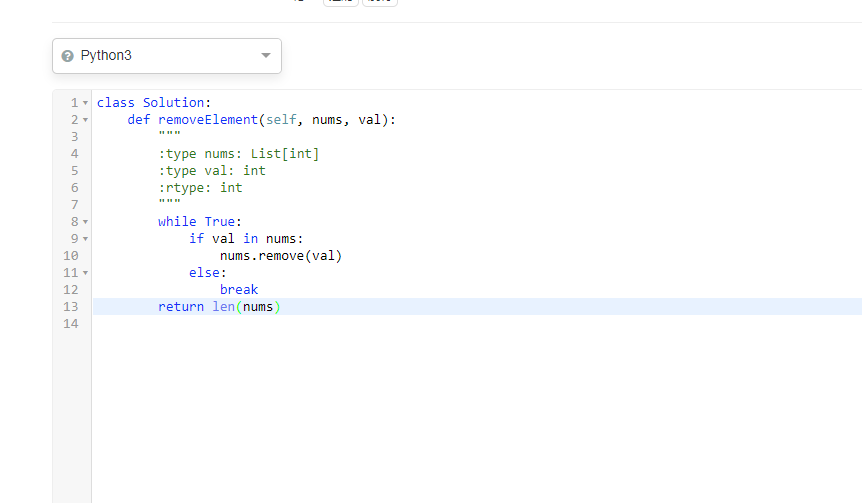 Python3
1 class Solution:
2     def removeElement(self, nums, val):
3         """
4         :type nums: List[int]
5         :type val: int
6         :rtype: int
7         """
8         while True:
9             if val in nums:
10                 nums.remove(val)
11             else:
12                 break
13         return len(nums)
14